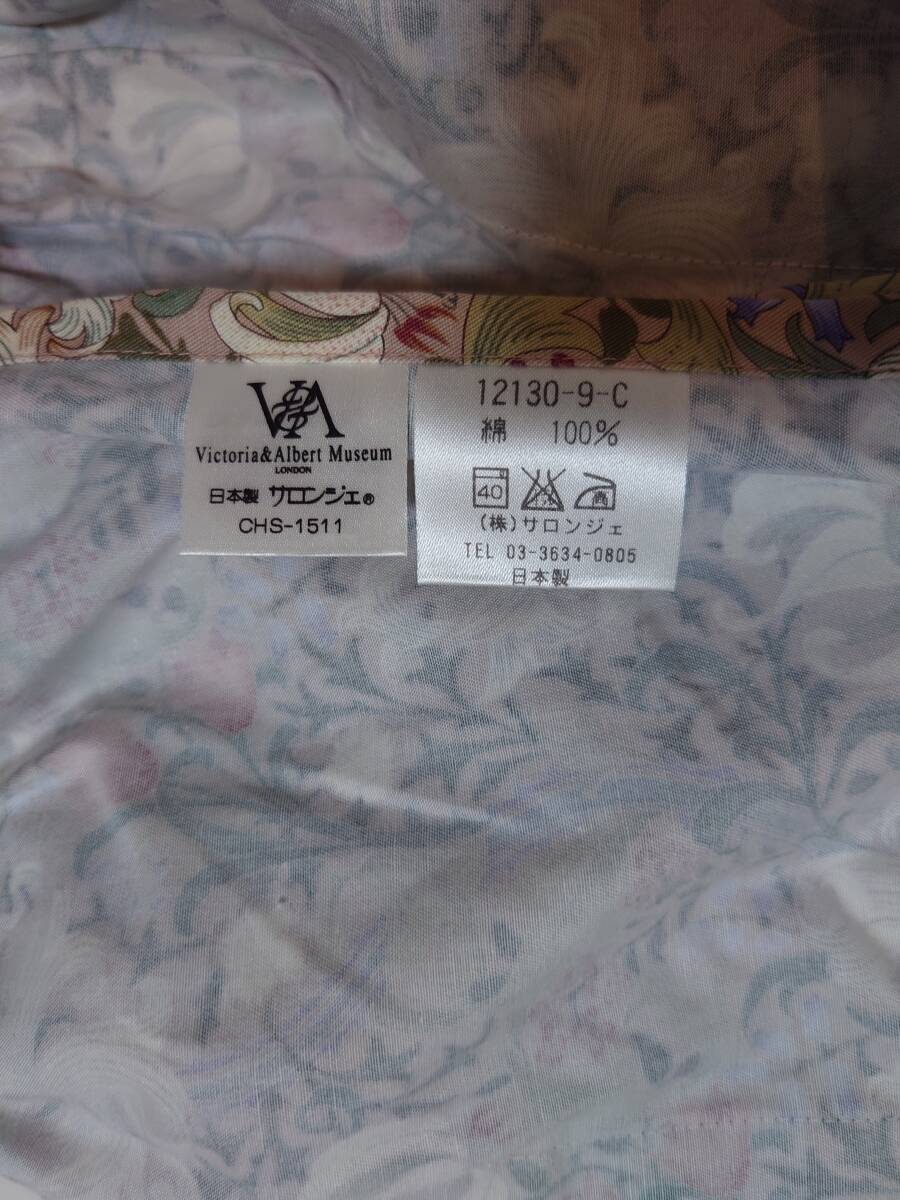 V&A
Victoria&Albert Museum
LONDON
日本製 サロンジェ®
CHS-1511
12130-9-C
綿 100%
40
(株)サロンジェ
TEL 03-3634-0805
日本製